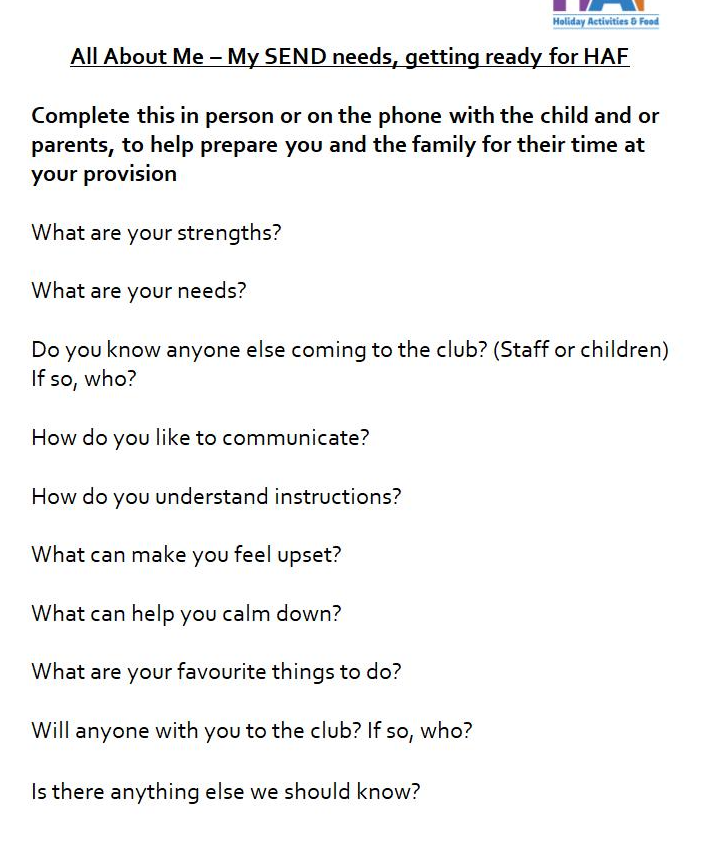 HAF
Holiday Activities & Food
All About Me – My SEND needs, getting ready for HAF
Complete this in person or on the phone with the child and or
parents, to help prepare you and the family for their time at
your provision
What are your strengths?
What are your needs?
Do you know anyone else coming to the club? (Staff or children)
If so, who?
How do you like to communicate?
How do you understand instructions?
What can make you feel upset?
What can help you calm down?
What are your favourite things to do?
Will anyone with you to the club? If so, who?
Is there anything else we should know?